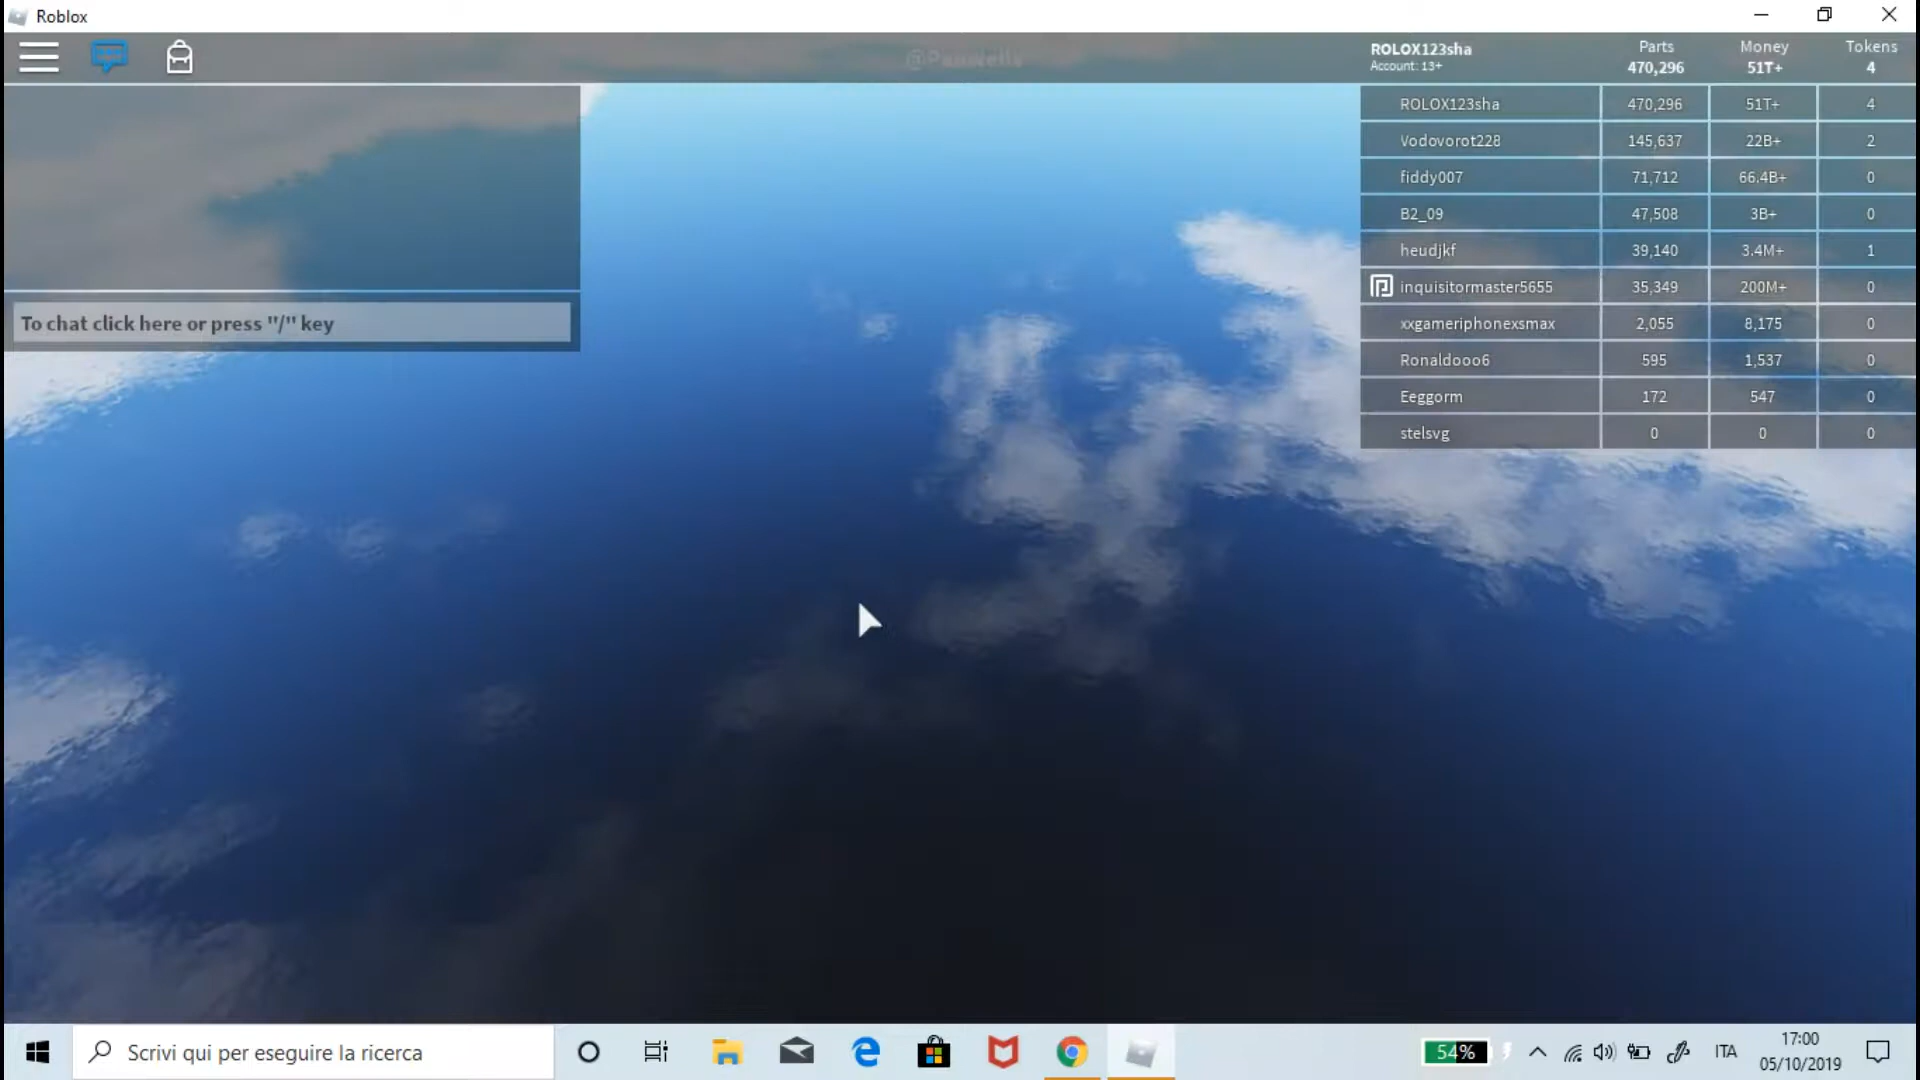 Roblox
ROLOX123sha Parts Money Tokens
Account: 13+ 470,296 51T+ 4
ROLOX123sha 470,296 51T+ 4
Vodovorot228 145,637 22B+ 2
fiddy007 71,712 66.4B+ 0
B2_09 47,508 3B+ 0
heudjkf 39,140 3.4M+ 1
inquisitormaster5655 35,349 200M+ 0
xxgameriphonexsmax 2,055 8,175 0
Ronaldooo6 595 1,537 0
Eeggorm 172 547 0
stelsvg 0 0 0
To chat click here or press "/" key
Scrivi qui per eseguire la ricerca
54%
ITA
17:00
05/10/2019